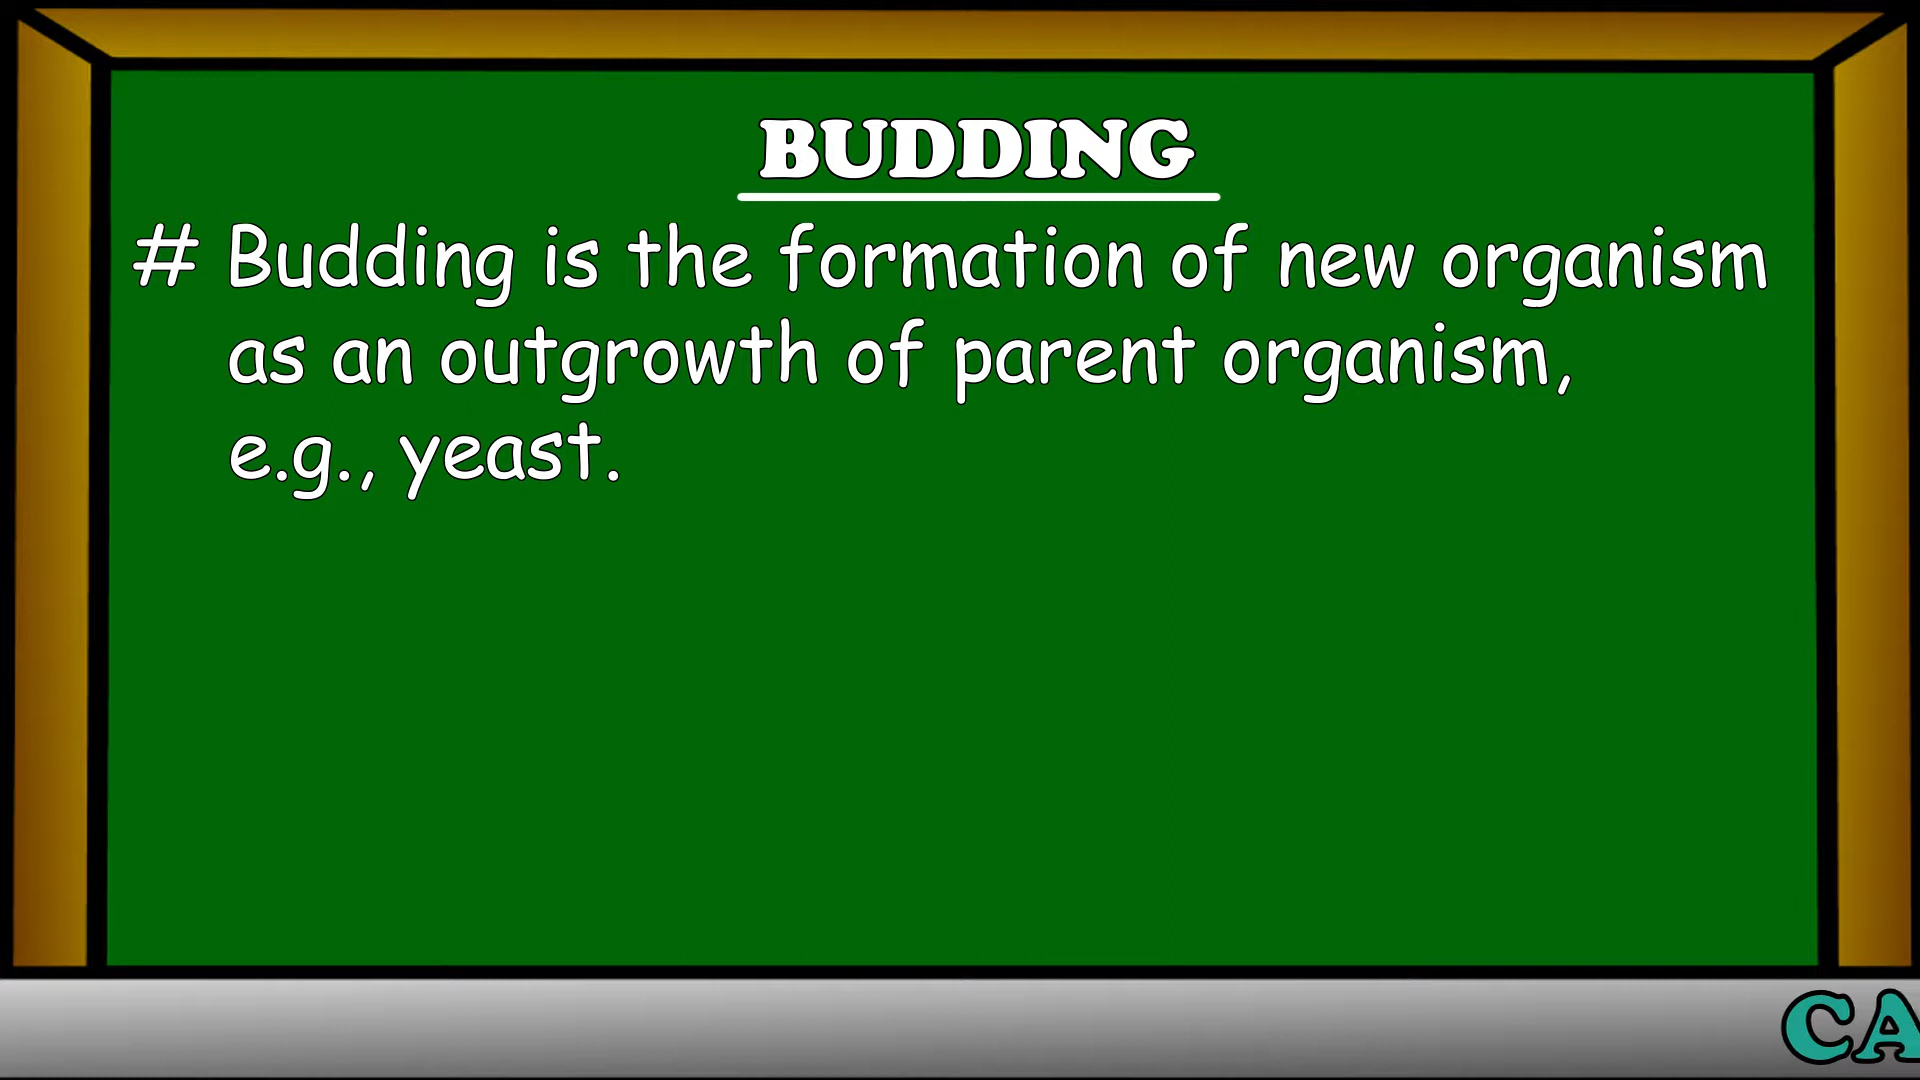 BUDDING
# Budding is the formation of new organism
as an outgrowth of parent organism,
e.g., yeast.
CA